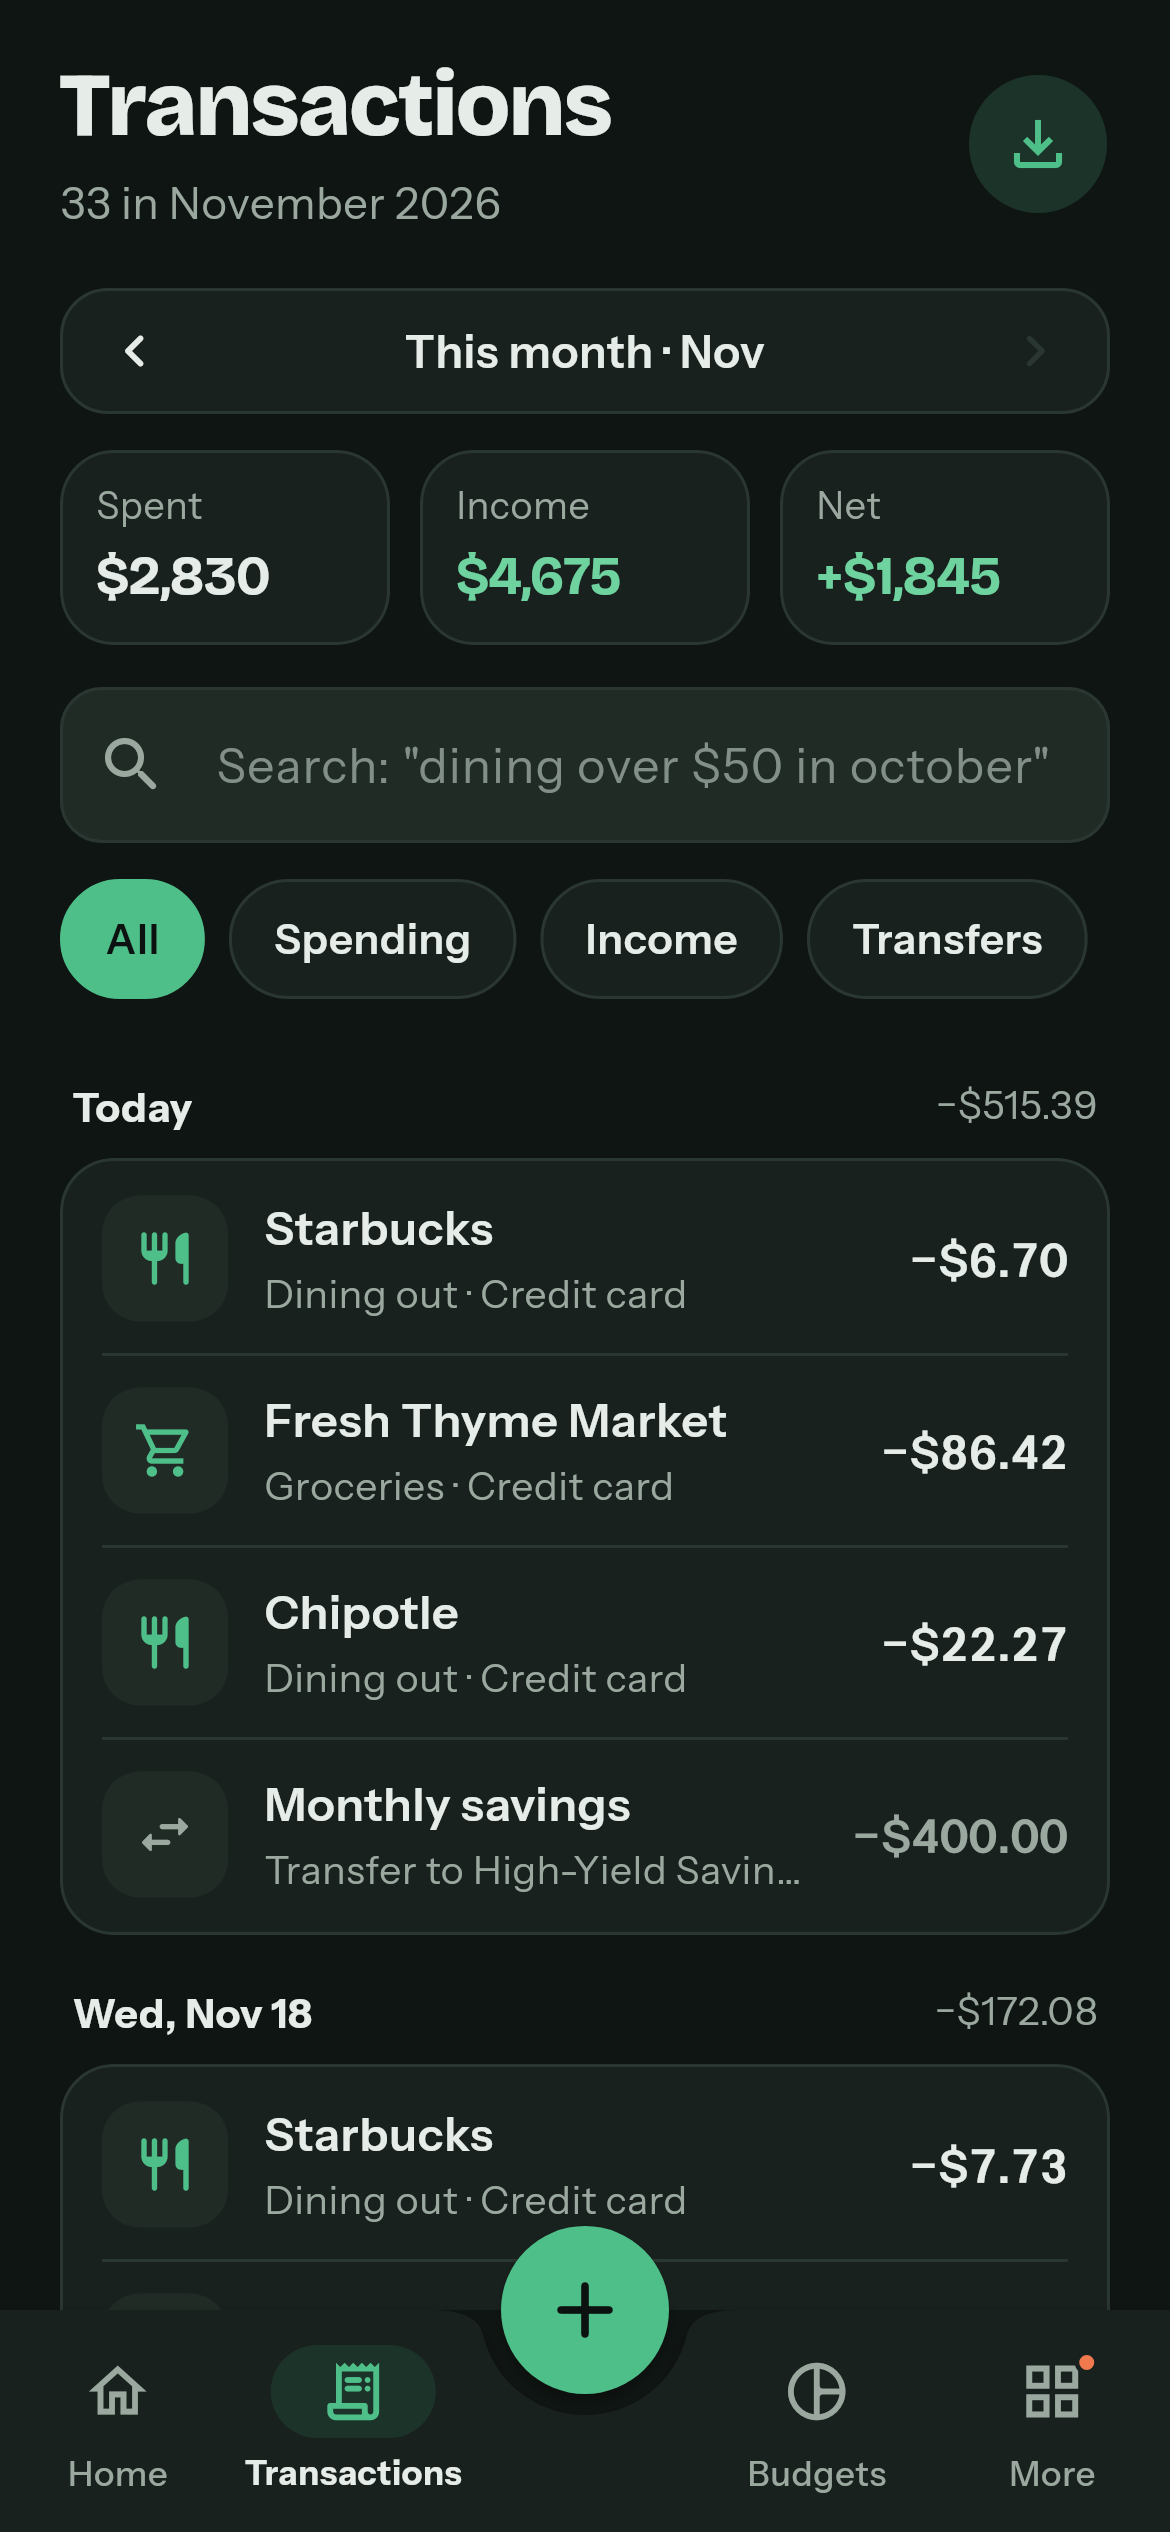 Transactions
33 in November 2026
This month · Nov
Spent
$2,830
Income
$4,675
Net
+$1,845
Search: "dining over $50 in october"
All
Spending
Income
Transfers
Today
−$515.39
Starbucks
Dining out · Credit card
−$6.70
Fresh Thyme Market
Groceries · Credit card
−$86.42
Chipotle
Dining out · Credit card
−$22.27
Monthly savings
Transfer to High-Yield Savin...
−$400.00
Wed, Nov 18
−$172.08
Starbucks
Dining out · Credit card
−$7.73
Home
Transactions
Budgets
More